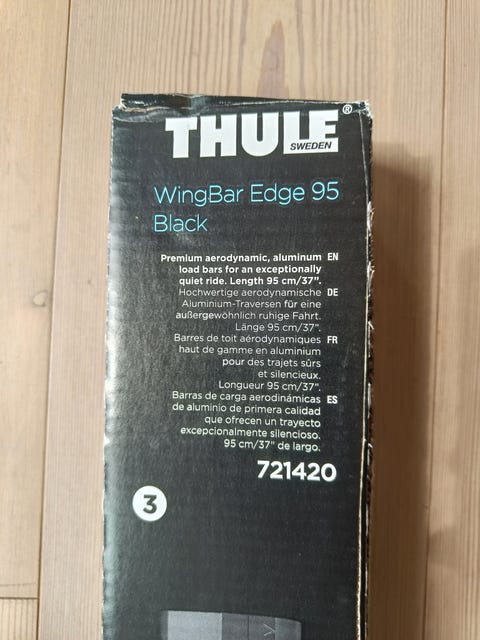 THULE®
SWEDEN
WingBar Edge 95
Black
Premium aerodynamic, aluminum EN
load bars for an exceptionally
quiet ride. Length 95 cm/37".
Hochwertige aerodynamische DE
Aluminium-Traversen für eine
außergewöhnlich ruhige Fahrt.
Länge 95 cm/37".
Barres de toit aérodynamiques FR
haut de gamme en aluminium
pour des trajets sûrs
et silencieux.
Longueur 95 cm/37".
Barras de carga aerodinámicas ES
de aluminio de primera calidad
que ofrecen un trayecto
excepcionalmente silencioso.
95 cm/37" de largo.
721420
3